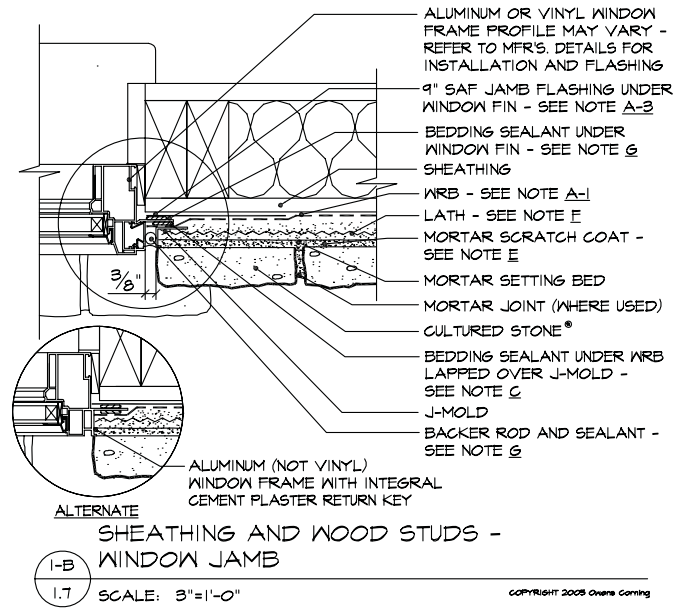 ALUMINUM OR VINYL WINDOW
FRAME PROFILE MAY VARY -
REFER TO MFR'S. DETAILS FOR
INSTALLATION AND FLASHING
9" SAF JAMB FLASHING UNDER
WINDOW FIN - SEE NOTE A-3
BEDDING SEALANT UNDER
WINDOW FIN - SEE NOTE G
SHEATHING
WRB - SEE NOTE A-1
LATH - SEE NOTE F
MORTAR SCRATCH COAT -
SEE NOTE E
MORTAR SETTING BED
MORTAR JOINT (WHERE USED)
CULTURED STONE®
BEDDING SEALANT UNDER WRB
LAPPED OVER J-MOLD -
SEE NOTE C
J-MOLD
BACKER ROD AND SEALANT -
SEE NOTE G
3/8"
ALUMINUM (NOT VINYL)
WINDOW FRAME WITH INTEGRAL
CEMENT PLASTER RETURN KEY
ALTERNATE
SHEATHING AND WOOD STUDS -
WINDOW JAMB
1-B
1.7
SCALE: 3"=1'-0"
COPYRIGHT 2005 Owens Corning